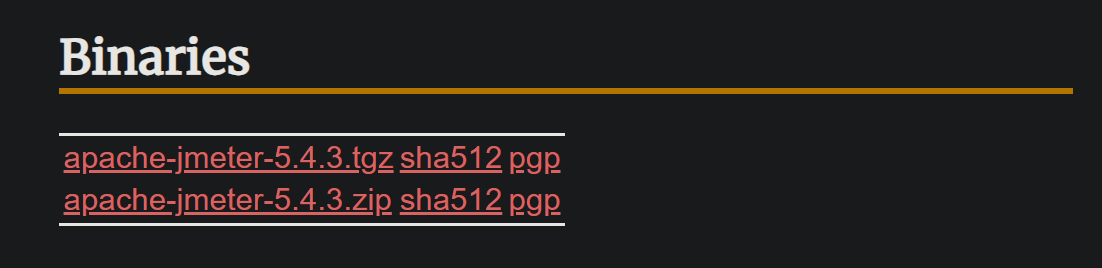 Binaries
apache-jmeter-5.4.3.tgz sha512 pgp
apache-jmeter-5.4.3.zip sha512 pgp